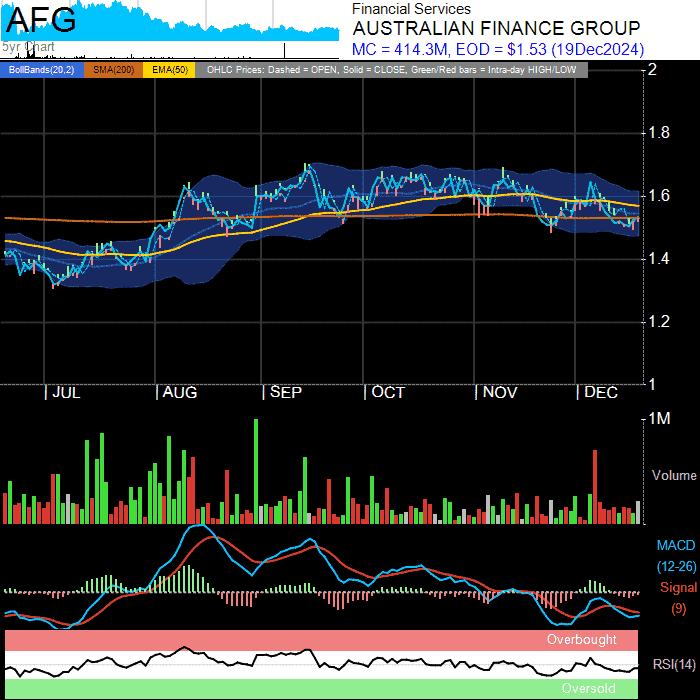 AFG
5yr Chart
Financial Services
AUSTRALIAN FINANCE GROUP
MC = 414.3M, EOD = $1.53 (19Dec2024)
BollBands(20,2) SMA(200) EMA(50) OHLC Prices: Dashed = OPEN, Solid = CLOSE, Green/Red bars = Intra-day HIGH/LOW
2
1.8
1.6
1.4
1.2
1
JUL AUG SEP OCT NOV DEC
1M
Volume
MACD
(12-26)
Signal
(9)
Overbought
RSI(14)
Oversold